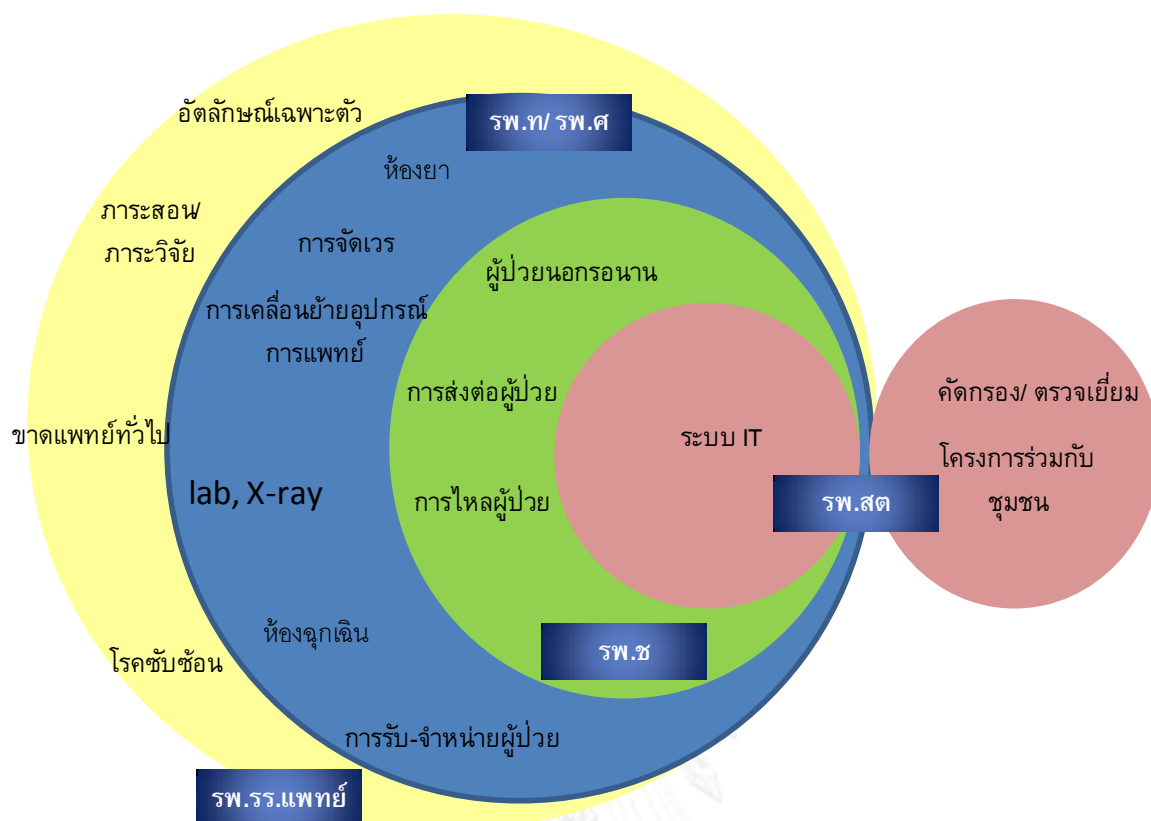 อัตลักษณ์เฉพาะตัว
รพ.ท/ รพ.ศ
ห้องยา
ภาระสอน/
ภาระวิจัย
การจัดเวร
ผู้ป่วยนอกรอนาน
การเคลื่อนย้ายอุปกรณ์
การแพทย์
การส่งต่อผู้ป่วย
คัดกรอง/ ตรวจเยี่ยม
ขาดแพทย์ทั่วไป
ระบบ IT
โครงการร่วมกับ
ชุมชน
lab, X-ray
การไหลผู้ป่วย
รพ.สต
ห้องฉุกเฉิน
รพ.ช
โรคซับซ้อน
การรับ-จำหน่ายผู้ป่วย
รพ.รร.แพทย์